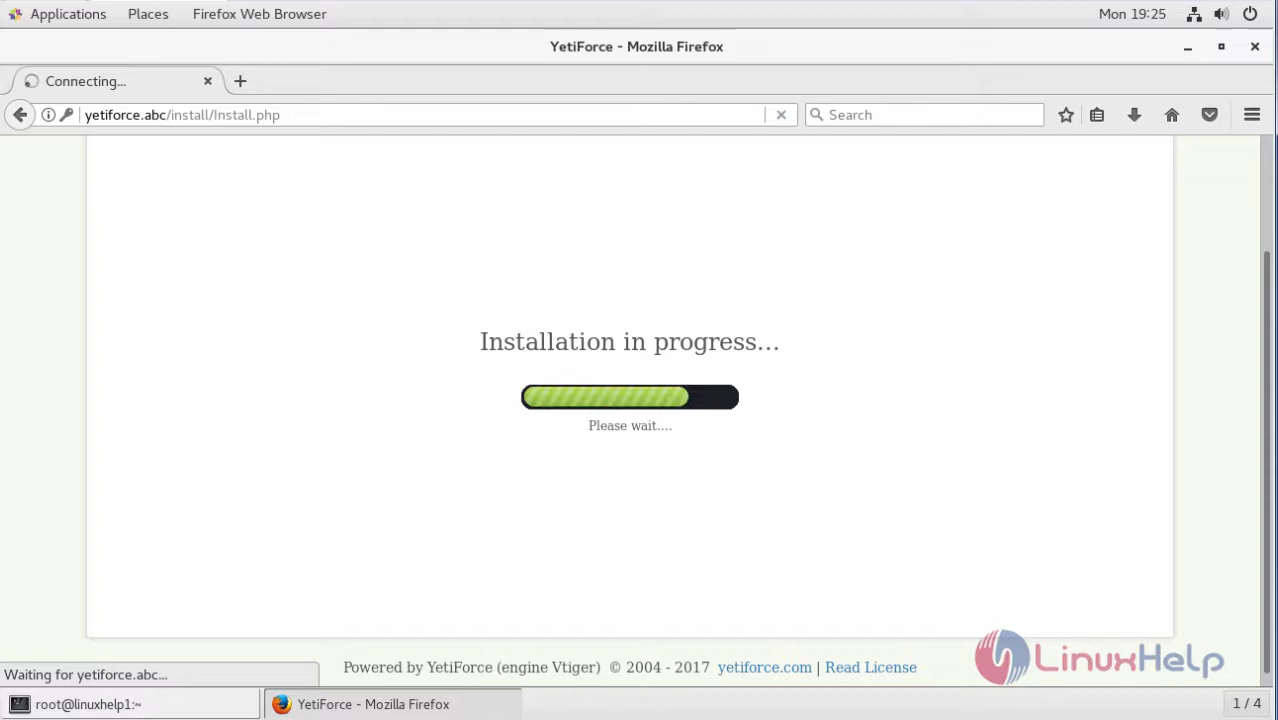 Applications Places Firefox Web Browser Mon 19:25
YetiForce - Mozilla Firefox
Connecting...
yetiforce.abc/install/Install.php Search
Installation in progress...
Please wait....
Powered by YetiForce (engine Vtiger) © 2004 - 2017 yetiforce.com | Read License
LinuxHelp
Waiting for yetiforce.abc...
root@linuxhelp1:~ YetiForce - Mozilla Firefox 1 / 4